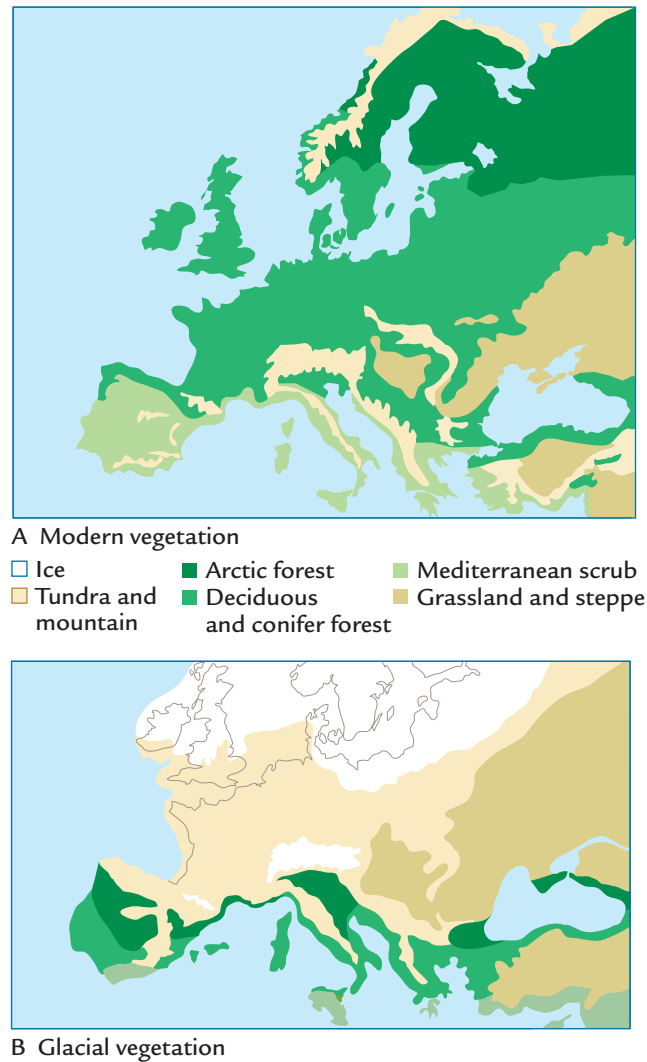 A Modern vegetation
Ice
Arctic forest
Mediterranean scrub
Tundra and
mountain
Deciduous
and conifer forest
Grassland and steppe
B Glacial vegetation